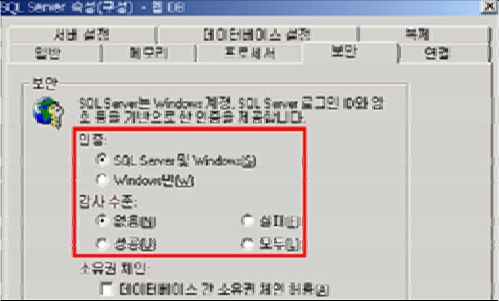 SQL Server 속성(구성) - 웹 DB
서버 설정 데이터베이스 설정 복제
일반 메모리 프로세서 보안 연결
보안
SQL Server는 Windows 계정, SQL Server 로그인 ID와 암
호 등을 기반으로 한 인증을 제공합니다.
인증:
SQL Server 및 Windows(S)
Windows만(W)
감사 수준:
없음(N) 실패(F)
성공(U) 모두(L)
소유권 체인:
데이터베이스 간 소유권 체인 허용(A)